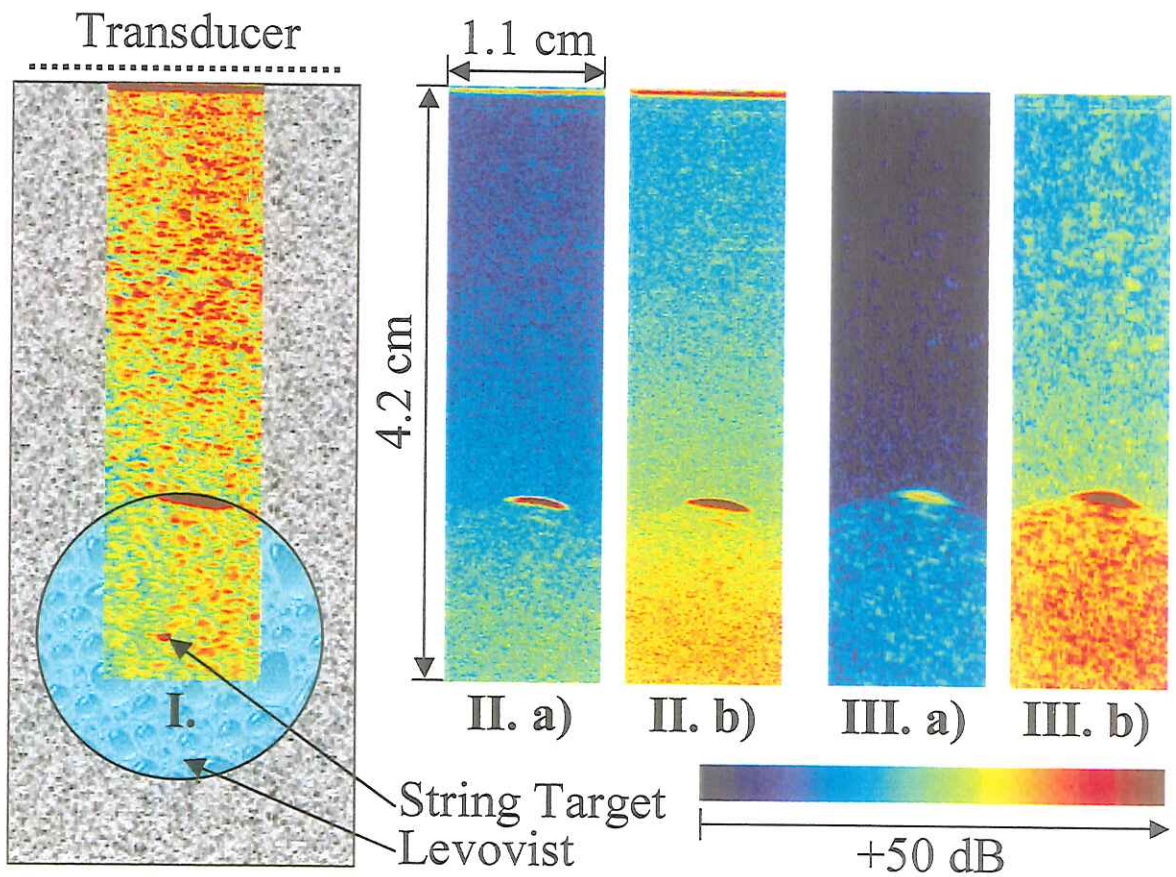 Transducer
1.1 cm
4.2 cm
I.
II. a)
II. b)
III. a)
III. b)
String Target
Levovist
+50 dB